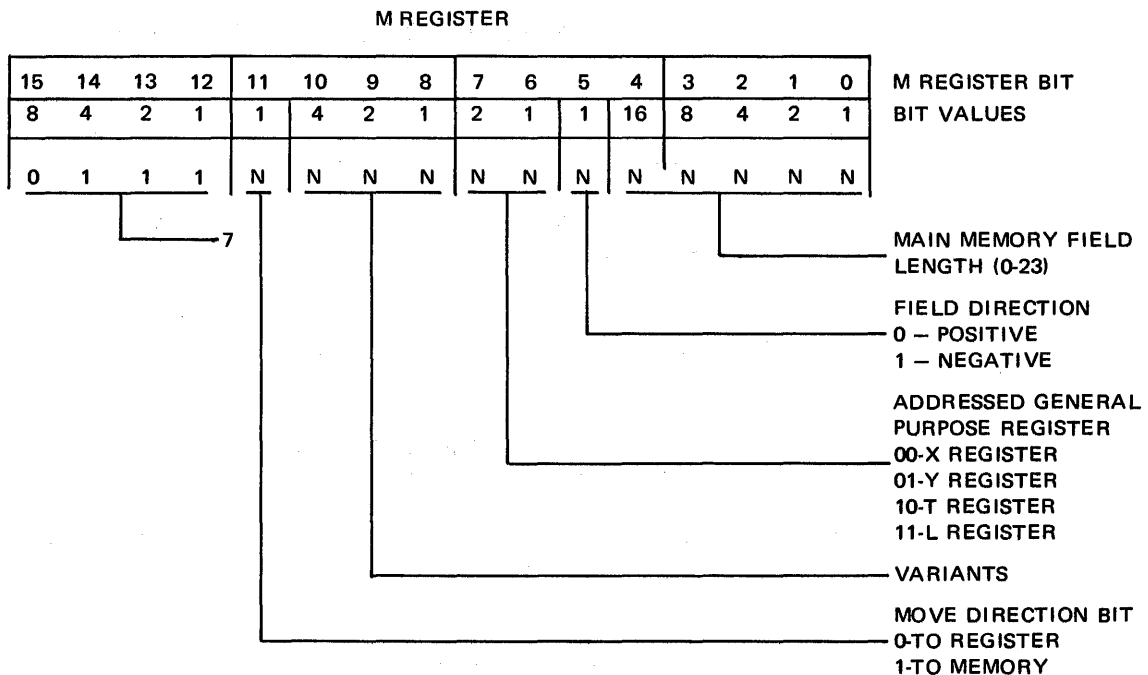 M REGISTER
15 14 13 12 11 10 9 8 7 6 5 4 3 2 1 0 M REGISTER BIT
8 4 2 1 1 4 2 1 2 1 1 16 8 4 2 1 BIT VALUES
0 1 1 1 N N N N N N N N N N N N
7
MAIN MEMORY FIELD
LENGTH (0-23)
FIELD DIRECTION
0 – POSITIVE
1 – NEGATIVE
ADDRESSED GENERAL
PURPOSE REGISTER
00-X REGISTER
01-Y REGISTER
10-T REGISTER
11-L REGISTER
VARIANTS
MOVE DIRECTION BIT
0-TO REGISTER
1-TO MEMORY